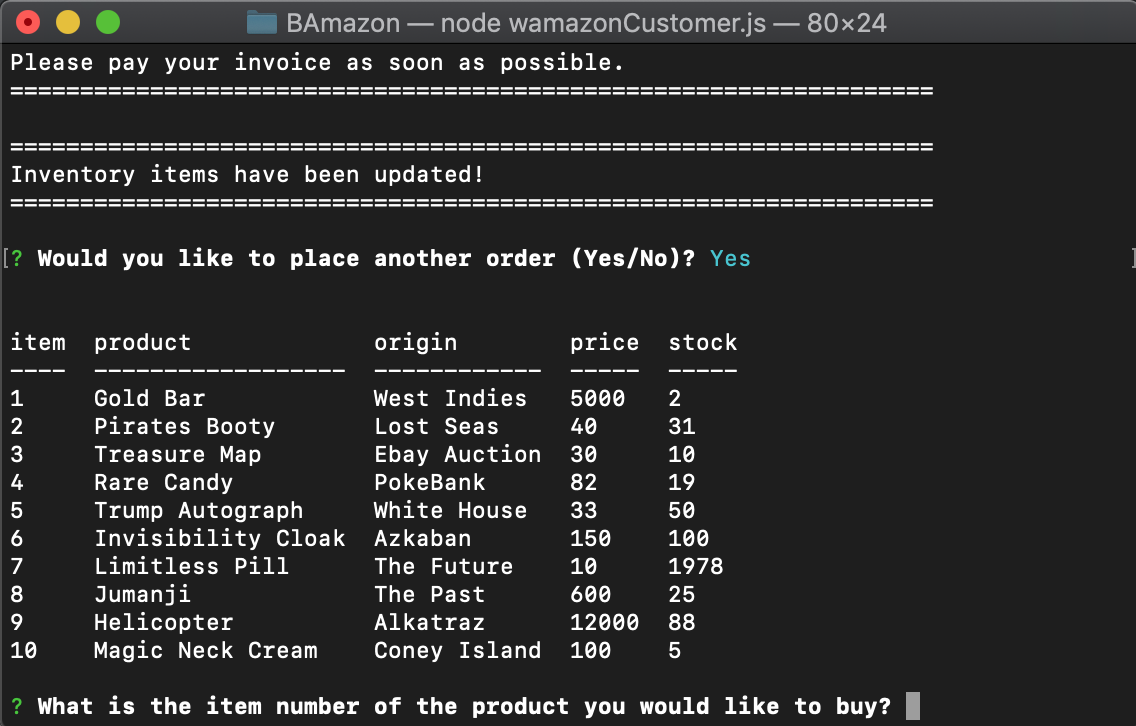 BAmazon — node wamazonCustomer.js — 80×24
Please pay your invoice as soon as possible.
==================================================================
==================================================================
Inventory items have been updated!
==================================================================
[? Would you like to place another order (Yes/No)? Yes ]
item  product             origin        price  stock
----  ------------------  ------------  -----  -----
1     Gold Bar            West Indies   5000   2
2     Pirates Booty       Lost Seas     40     31
3     Treasure Map        Ebay Auction  30     10
4     Rare Candy          PokeBank      82     19
5     Trump Autograph     White House   33     50
6     Invisibility Cloak  Azkaban       150    100
7     Limitless Pill      The Future    10     1978
8     Jumanji             The Past      600    25
9     Helicopter          Alkatraz      12000  88
10    Magic Neck Cream    Coney Island  100    5
? What is the item number of the product you would like to buy?